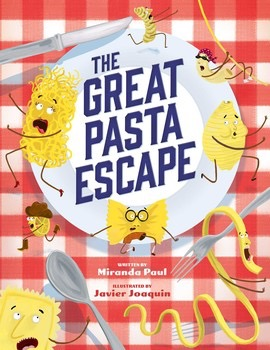 THE
GREAT
PASTA
ESCAPE
WRITTEN BY
Miranda Paul
ILLUSTRATED BY
Javier Joaquin